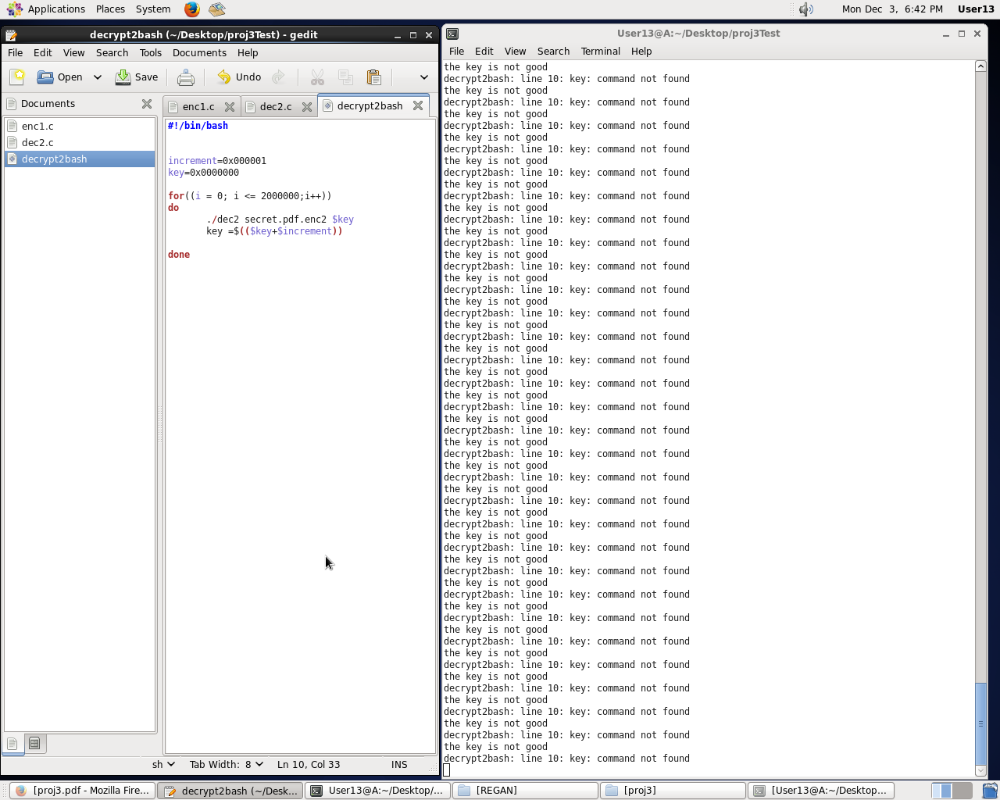 Applications Places System Mon Dec 3, 6:42 PM User13
decrypt2bash (~/Desktop/proj3Test) - gedit
File Edit View Search Tools Documents Help
Open Save Undo
Documents
enc1.c
dec2.c
decrypt2bash
enc1.c dec2.c decrypt2bash
#!/bin/bash
increment=0x000001
key=0x0000000
for((i = 0; i <= 2000000;i++))
do
./dec2 secret.pdf.enc2 $key
key =$(($key+$increment))
done
sh Tab Width: 8 Ln 10, Col 33 INS
User13@A:~/Desktop/proj3Test
File Edit View Search Terminal Help
the key is not good
decrypt2bash: line 10: key: command not found
the key is not good
decrypt2bash: line 10: key: command not found
the key is not good
decrypt2bash: line 10: key: command not found
the key is not good
decrypt2bash: line 10: key: command not found
the key is not good
decrypt2bash: line 10: key: command not found
the key is not good
decrypt2bash: line 10: key: command not found
the key is not good
decrypt2bash: line 10: key: command not found
the key is not good
decrypt2bash: line 10: key: command not found
the key is not good
decrypt2bash: line 10: key: command not found
the key is not good
decrypt2bash: line 10: key: command not found
the key is not good
decrypt2bash: line 10: key: command not found
the key is not good
decrypt2bash: line 10: key: command not found
the key is not good
decrypt2bash: line 10: key: command not found
the key is not good
decrypt2bash: line 10: key: command not found
the key is not good
decrypt2bash: line 10: key: command not found
the key is not good
decrypt2bash: line 10: key: command not found
the key is not good
decrypt2bash: line 10: key: command not found
the key is not good
decrypt2bash: line 10: key: command not found
the key is not good
decrypt2bash: line 10: key: command not found
the key is not good
decrypt2bash: line 10: key: command not found
the key is not good
decrypt2bash: line 10: key: command not found
the key is not good
decrypt2bash: line 10: key: command not found
the key is not good
decrypt2bash: line 10: key: command not found
the key is not good
decrypt2bash: line 10: key: command not found
the key is not good
decrypt2bash: line 10: key: command not found
the key is not good
decrypt2bash: line 10: key: command not found
the key is not good
decrypt2bash: line 10: key: command not found
the key is not good
decrypt2bash: line 10: key: command not found
the key is not good
decrypt2bash: line 10: key: command not found
the key is not good
decrypt2bash: line 10: key: command not found
[proj3.pdf - Mozilla Fire... decrypt2bash (~/Desk... User13@A:~/Desktop/... [REGAN] [proj3] [User13@A:~/Desktop...